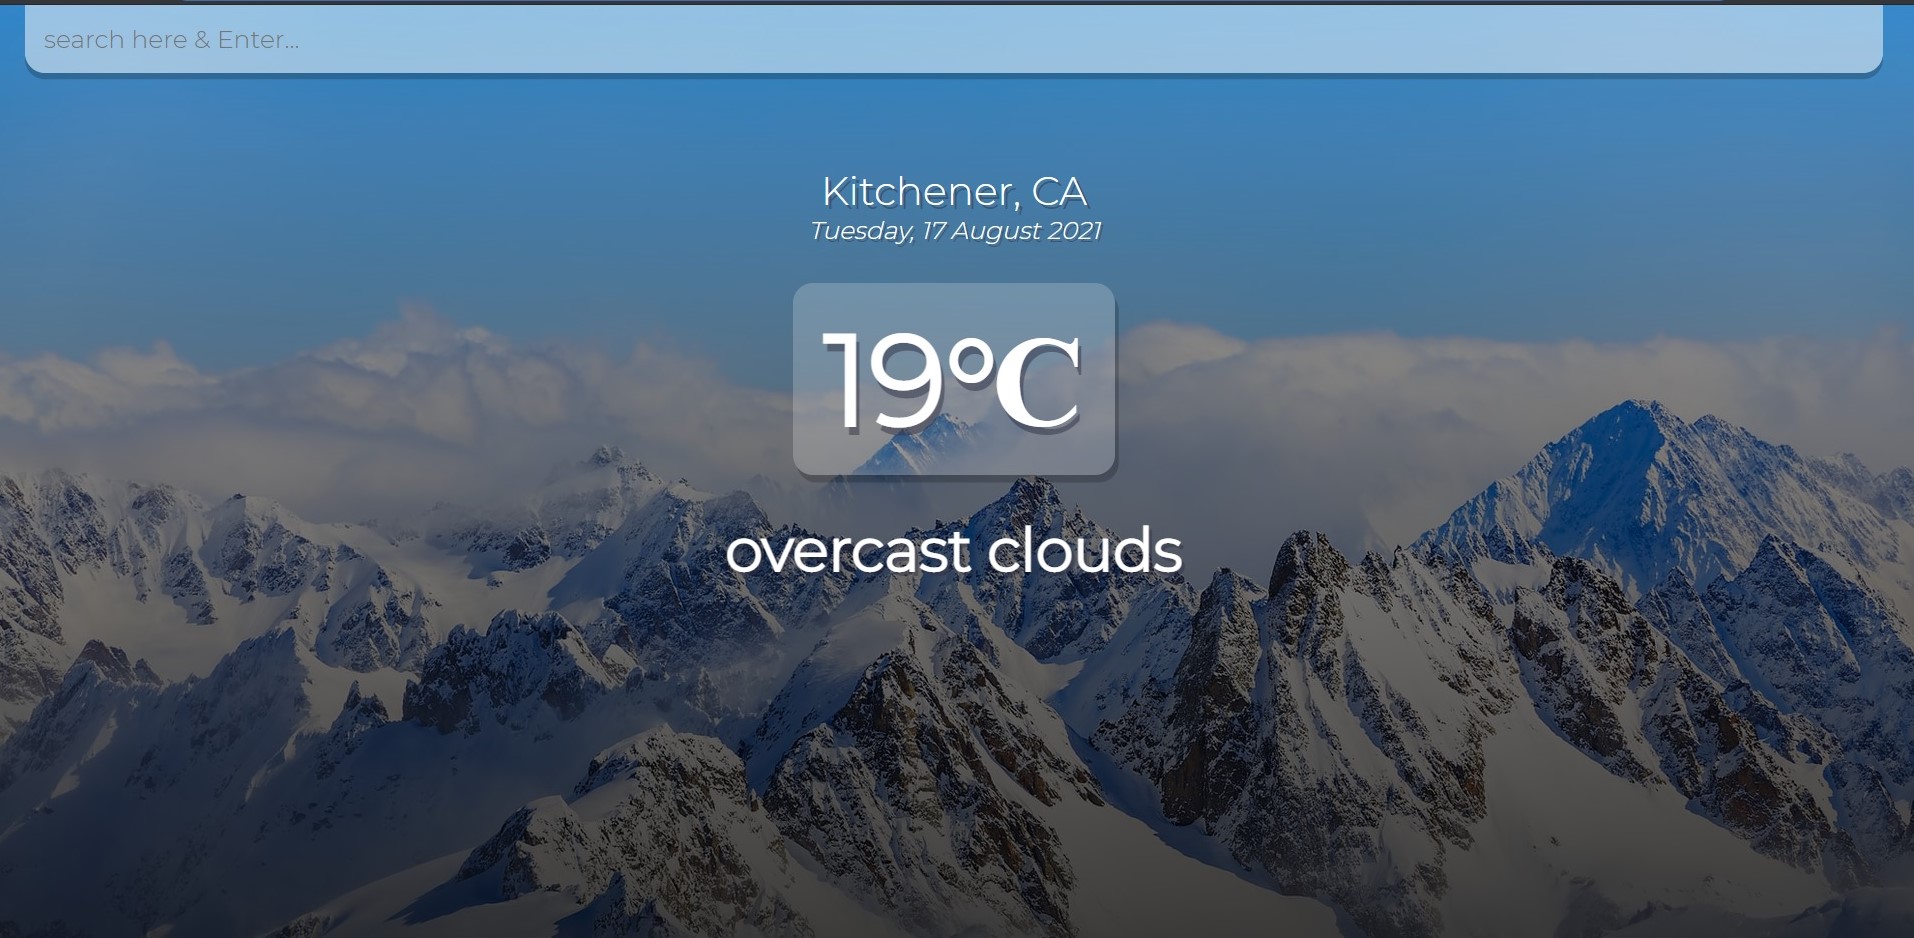 search here & Enter...
Kitchener, CA
Tuesday, 17 August 2021
19°C
overcast clouds